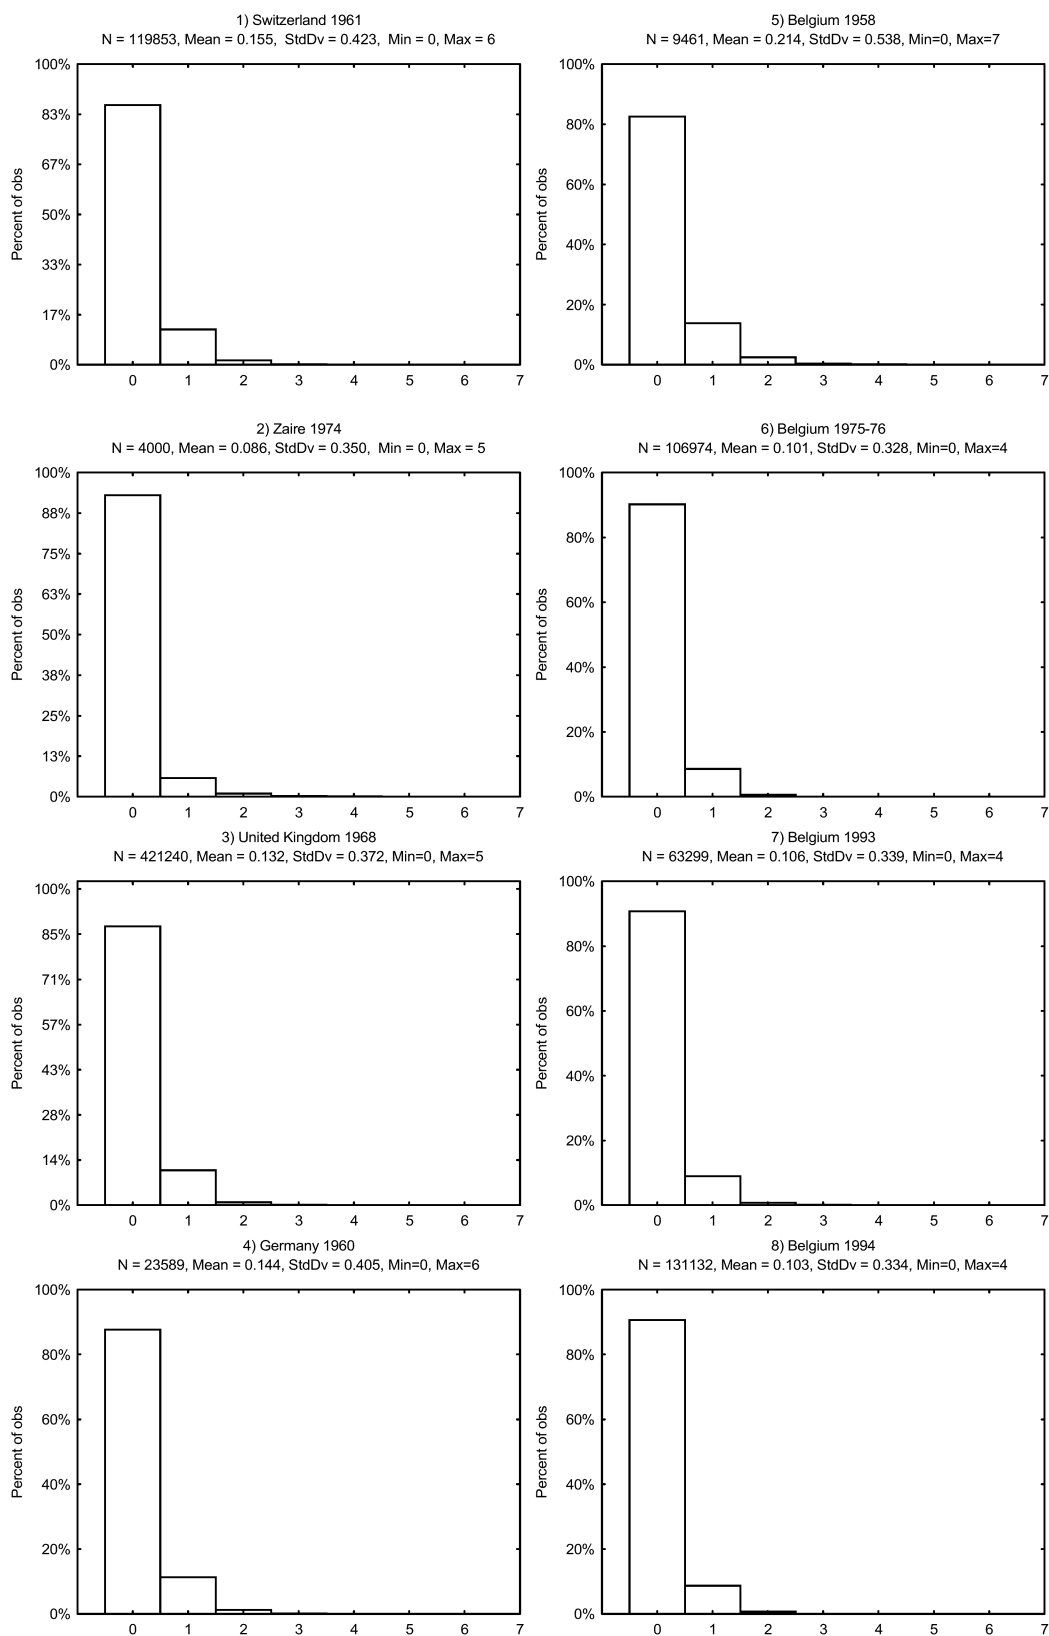 1) Switzerland 1961
N = 119853, Mean = 0.155,  StdDv = 0.423,  Min = 0, Max = 6
100%
83%
67%
50%
33%
17%
0%
Percent of obs
0 1 2 3 4 5 6 7
5) Belgium 1958
N = 9461, Mean = 0.214, StdDv = 0.538, Min=0, Max=7
100%
80%
60%
40%
20%
0%
Percent of obs
0 1 2 3 4 5 6 7
2) Zaire 1974
N = 4000, Mean = 0.086, StdDv = 0.350,  Min = 0, Max = 5
100%
88%
75%
63%
50%
38%
25%
13%
0%
Percent of obs
0 1 2 3 4 5 6 7
6) Belgium 1975-76
N = 106974, Mean = 0.101, StdDv = 0.328, Min=0, Max=4
100%
80%
60%
40%
20%
0%
Percent of obs
0 1 2 3 4 5 6 7
3) United Kingdom 1968
N = 421240, Mean = 0.132, StdDv = 0.372, Min=0, Max=5
100%
85%
71%
57%
43%
28%
14%
0%
Percent of obs
0 1 2 3 4 5 6 7
7) Belgium 1993
N = 63299, Mean = 0.106, StdDv = 0.339, Min=0, Max=4
100%
80%
60%
40%
20%
0%
Percent of obs
0 1 2 3 4 5 6 7
4) Germany 1960
N = 23589, Mean = 0.144, StdDv = 0.405, Min=0, Max=6
100%
80%
60%
40%
20%
0%
Percent of obs
0 1 2 3 4 5 6 7
8) Belgium 1994
N = 131132, Mean = 0.103, StdDv = 0.334, Min=0, Max=4
100%
80%
60%
40%
20%
0%
Percent of obs
0 1 2 3 4 5 6 7